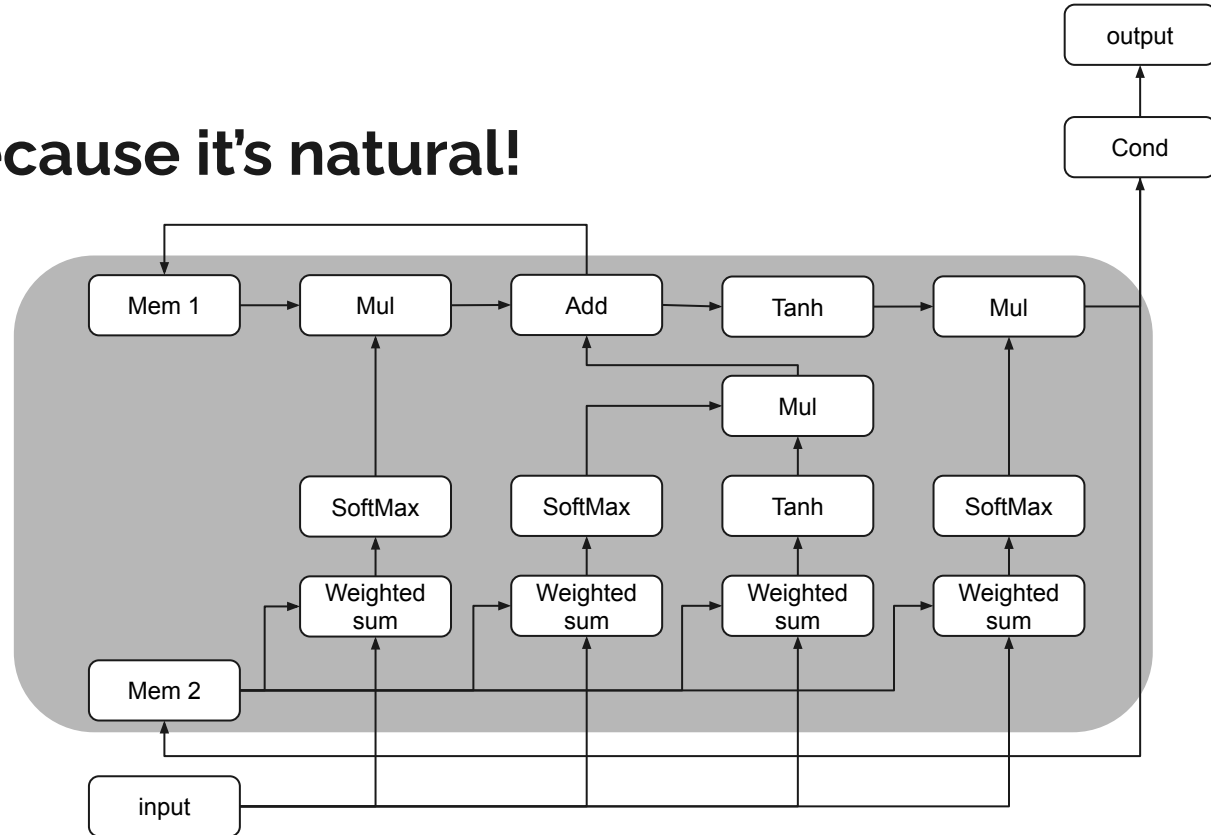 output
Cond
ecause it's natural!
Mem 1
Mul
Add
Tanh
Mul
Mul
SoftMax
SoftMax
Tanh
SoftMax
Weighted
sum
Weighted
sum
Weighted
sum
Weighted
sum
Mem 2
input